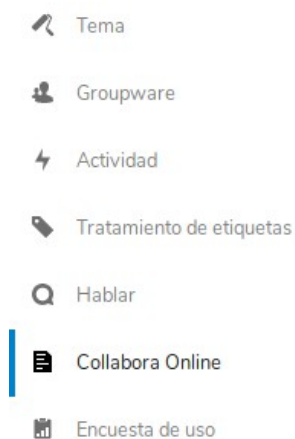 Tema
Groupware
Actividad
Tratamiento de etiquetas
Hablar
Collabora Online
Encuesta de uso